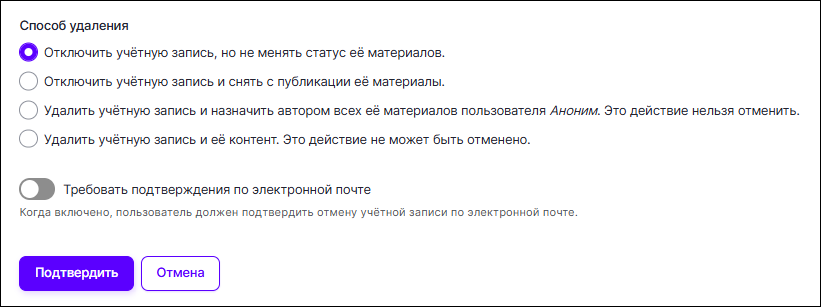 Способ удаления
Отключить учётную запись, но не менять статус её материалов.
Отключить учётную запись и снять с публикации её материалы.
Удалить учётную запись и назначить автором всех её материалов пользователя Аноним. Это действие нельзя отменить.
Удалить учётную запись и её контент. Это действие не может быть отменено.
Требовать подтверждения по электронной почте
Когда включено, пользователь должен подтвердить отмену учётной записи по электронной почте.
Подтвердить Отмена